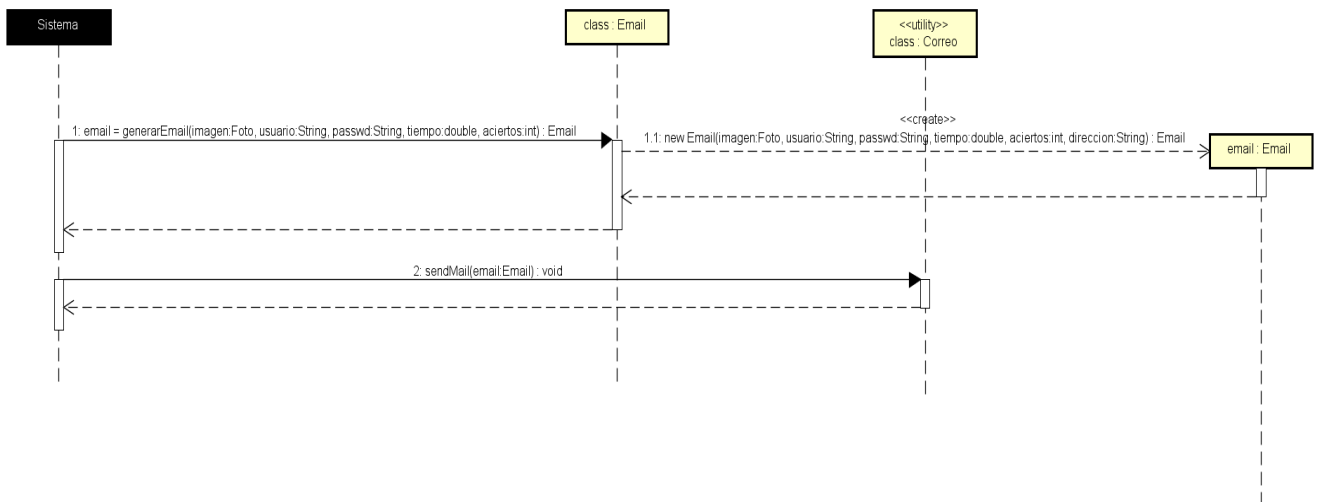 Sistema
class : Email
<<utility>>
class : Correo
1: email = generarEmail(imagen:Foto, usuario:String, passwd:String, tiempo:double, aciertos:int) : Email
<<create>>
1.1: new Email(imagen:Foto, usuario:String, passwd:String, tiempo:double, aciertos:int, direccion:String) : Email
email : Email
2: sendMail(email:Email) : void